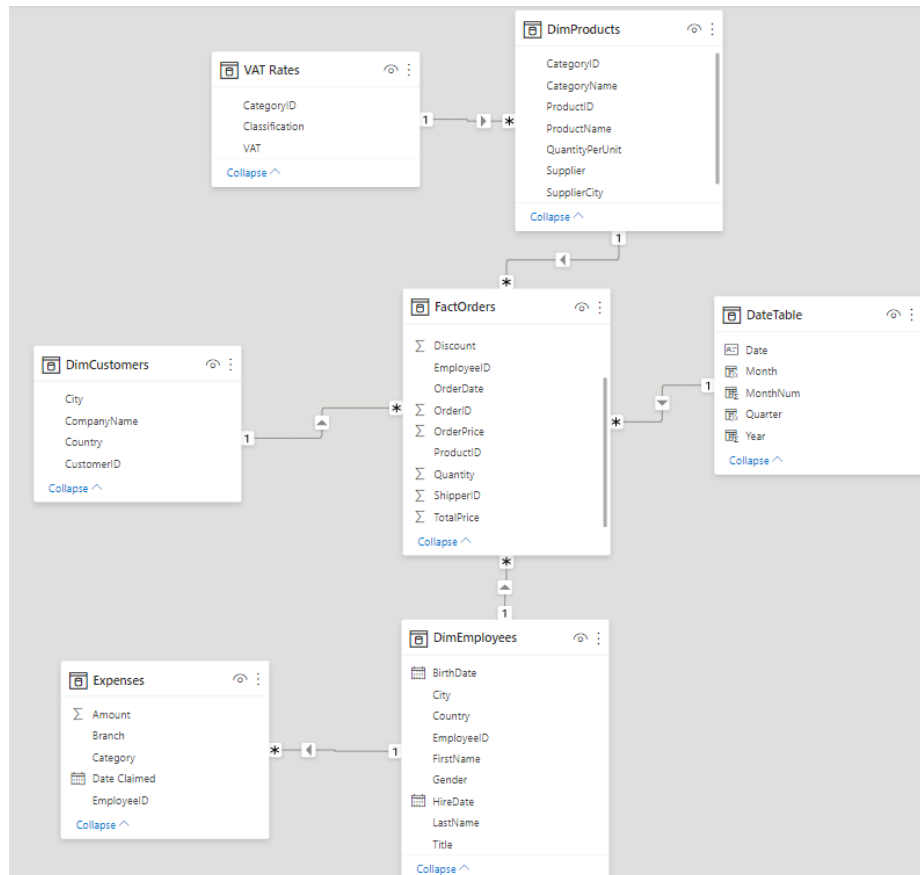 DimProducts
CategoryID
CategoryName
ProductID
ProductName
QuantityPerUnit
Supplier
SupplierCity
Collapse
VAT Rates
CategoryID
Classification
VAT
Collapse
1
*
1
*
FactOrders
Discount
EmployeeID
OrderDate
OrderID
OrderPrice
ProductID
Quantity
ShipperID
TotalPrice
Collapse
DateTable
Date
Month
MonthNum
Quarter
Year
Collapse
1
*
DimCustomers
City
CompanyName
Country
CustomerID
Collapse
1
*
*
1
DimEmployees
BirthDate
City
Country
EmployeeID
FirstName
Gender
HireDate
LastName
Title
Collapse
Expenses
Amount
Branch
Category
Date Claimed
EmployeeID
Collapse
*
1